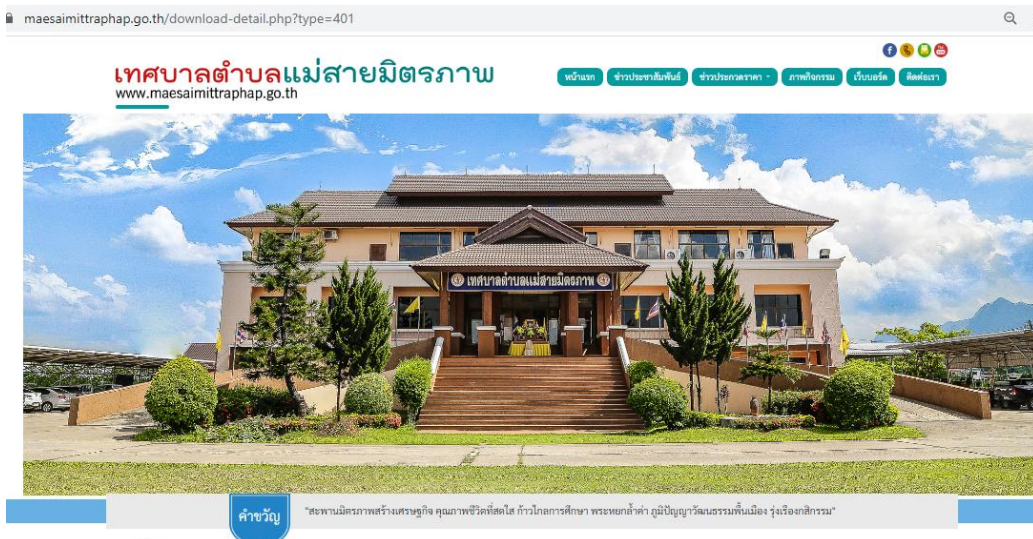 maesaimittraphap.go.th/download-detail.php?type=401
เทศบาลตำบลแม่สายมิตรภาพ
www.maesaimittraphap.go.th
หน้าแรก ข่าวประชาสัมพันธ์ ข่าวประกวดราคา ภาพกิจกรรม เว็บบอร์ด ติดต่อเรา
เทศบาลตำบลแม่สายมิตรภาพ
คำขวัญ
"สะพานมิตรภาพสร้างเศรษฐกิจ คุณภาพชีวิตที่สดใส ก้าวไกลการศึกษา พระหยกล้ำค่า ภูมิปัญญาวัฒนธรรมพื้นเมือง รุ่งเรืองกสิกรรม"